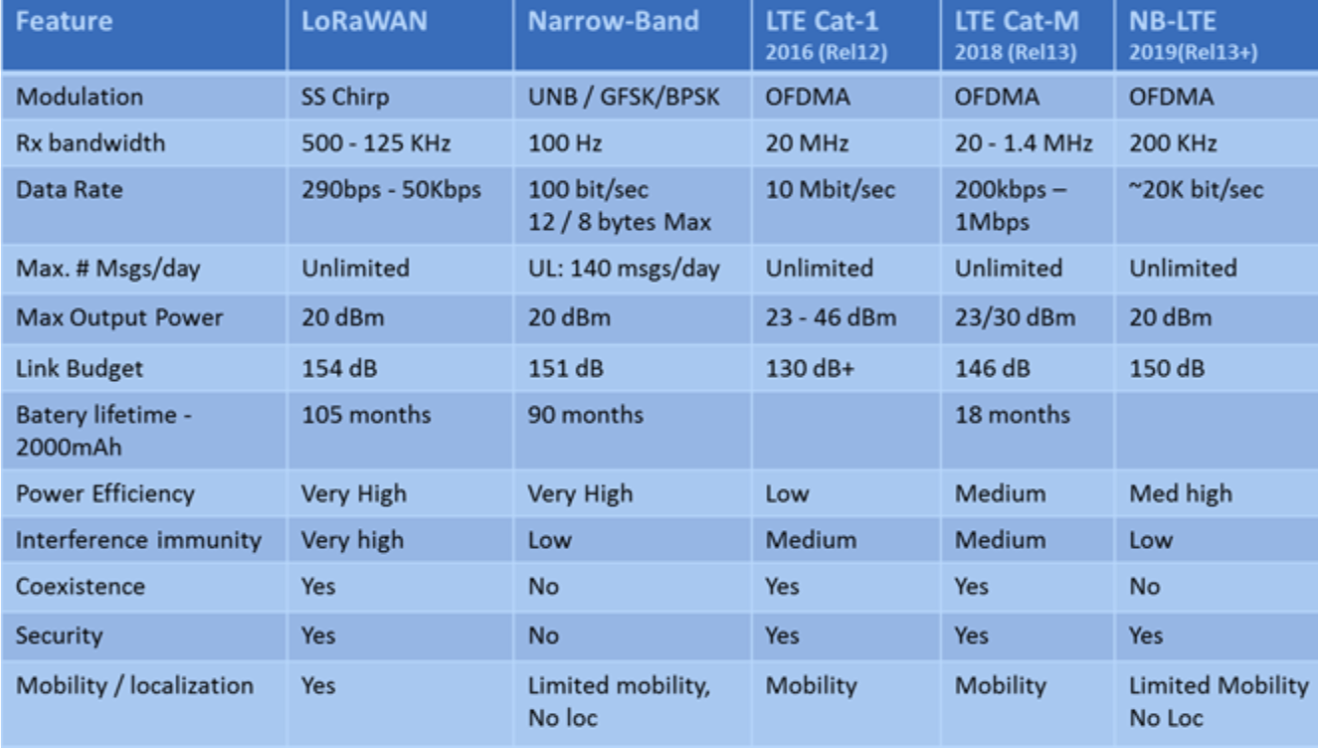 Feature LoRaWAN Narrow-Band LTE Cat-1 LTE Cat-M NB-LTE
2016 (Rel12) 2018 (Rel13) 2019(Rel13+)
Modulation SS Chirp UNB / GFSK/BPSK OFDMA OFDMA OFDMA
Rx bandwidth 500 - 125 KHz 100 Hz 20 MHz 20 - 1.4 MHz 200 KHz
Data Rate 290bps - 50Kbps 100 bit/sec 10 Mbit/sec 200kbps – ~20K bit/sec
12 / 8 bytes Max 1Mbps
Max. # Msgs/day Unlimited UL: 140 msgs/day Unlimited Unlimited Unlimited
Max Output Power 20 dBm 20 dBm 23 - 46 dBm 23/30 dBm 20 dBm
Link Budget 154 dB 151 dB 130 dB+ 146 dB 150 dB
Batery lifetime - 105 months 90 months 18 months
2000mAh
Power Efficiency Very High Very High Low Medium Med high
Interference immunity Very high Low Medium Medium Low
Coexistence Yes No Yes Yes No
Security Yes No Yes Yes Yes
Mobility / localization Yes Limited mobility, Mobility Mobility Limited Mobility
No loc No Loc